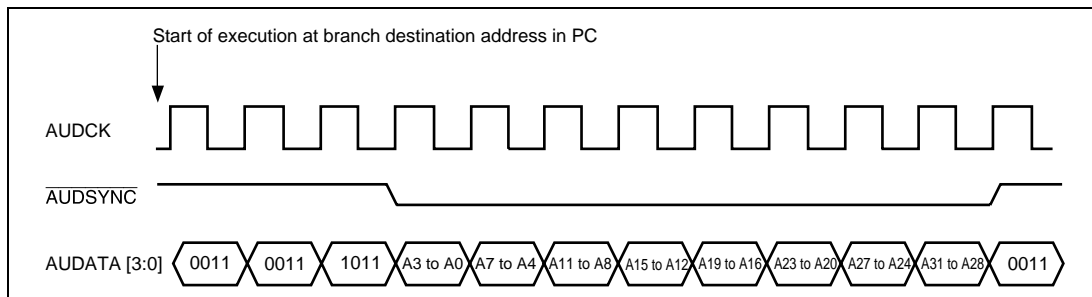 Start of execution at branch destination address in PC
AUDCK
AUDSYNC
AUDATA [3:0] 0011 0011 1011 A3 to A0 A7 to A4 A11 to A8 A15 to A12 A19 to A16 A23 to A20 A27 to A24 A31 to A28 0011